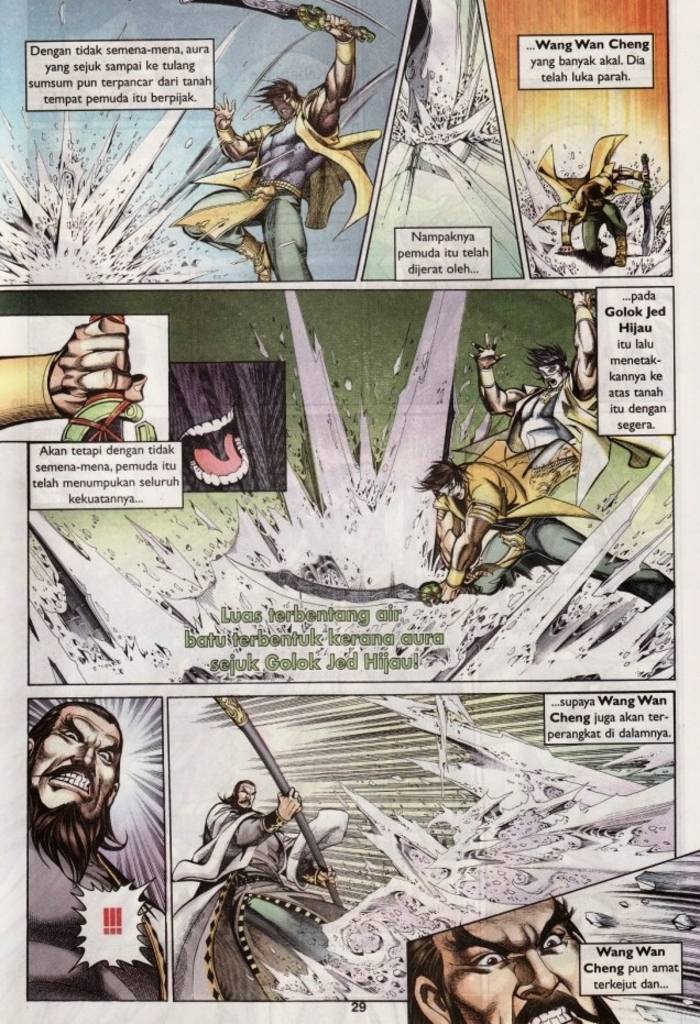 Dengan tidak semena-mena, aura
yang sejuk sampai ke tulang
sumsum pun terpancar dari tanah
tempat pemuda itu berpijak.
Nampaknya
pemuda itu telah
dijerat oleh...
...Wang Wan Cheng
yang banyak akal. Dia
telah luka parah.
Akan tetapi dengan tidak
semena-mena, pemuda itu
telah menumpukan seluruh
kekuatannya...
...pada
Golok Jed
Hijau
itu lalu
menetak-
kannya ke
atas tanah
itu dengan
segera.
Luas terbentang air
batu terbentuk kerana aura
sejuk Golok Jed Hijau!
...supaya Wang Wan
Cheng juga akan ter-
perangkat di dalamnya.
!!!
Wang Wan
Cheng pun amat
terkejut dan...
29